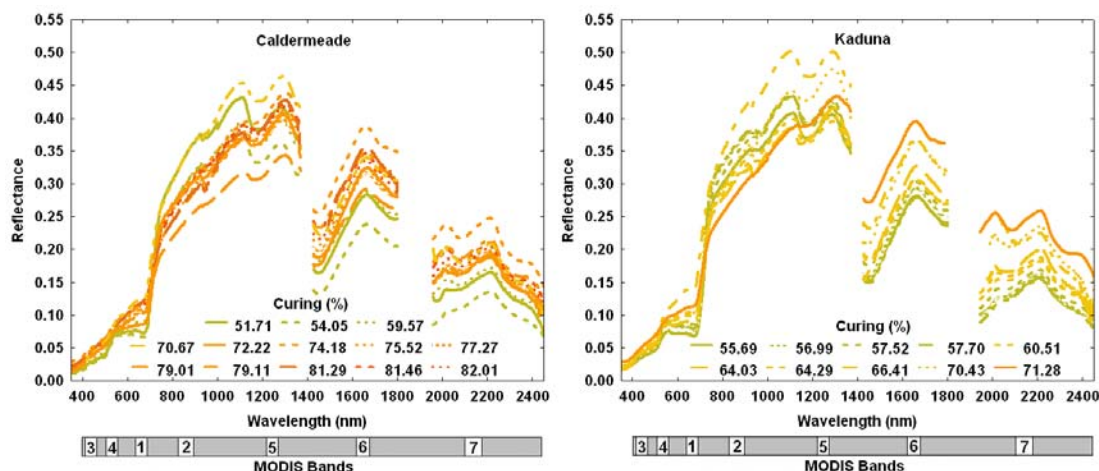 Caldermeade
Reflectance
0.55
0.50
0.45
0.40
0.35
0.30
0.25
0.20
0.15
0.10
0.05
0.00
Curing (%)
51.71 54.05 59.57
70.67 72.22 74.18 75.52 77.27
79.01 79.11 81.29 81.46 82.01
400 600 800 1000 1200 1400 1600 1800 2000 2200 2400
Wavelength (nm)
3 4 1 2 5 6 7
MODIS Bands
Kaduna
Reflectance
0.55
0.50
0.45
0.40
0.35
0.30
0.25
0.20
0.15
0.10
0.05
0.00
Curing (%)
55.69 56.99 57.52 57.70 60.51
64.03 64.29 66.41 70.43 71.28
400 600 800 1000 1200 1400 1600 1800 2000 2200 2400
Wavelength (nm)
3 4 1 2 5 6 7
MODIS Bands